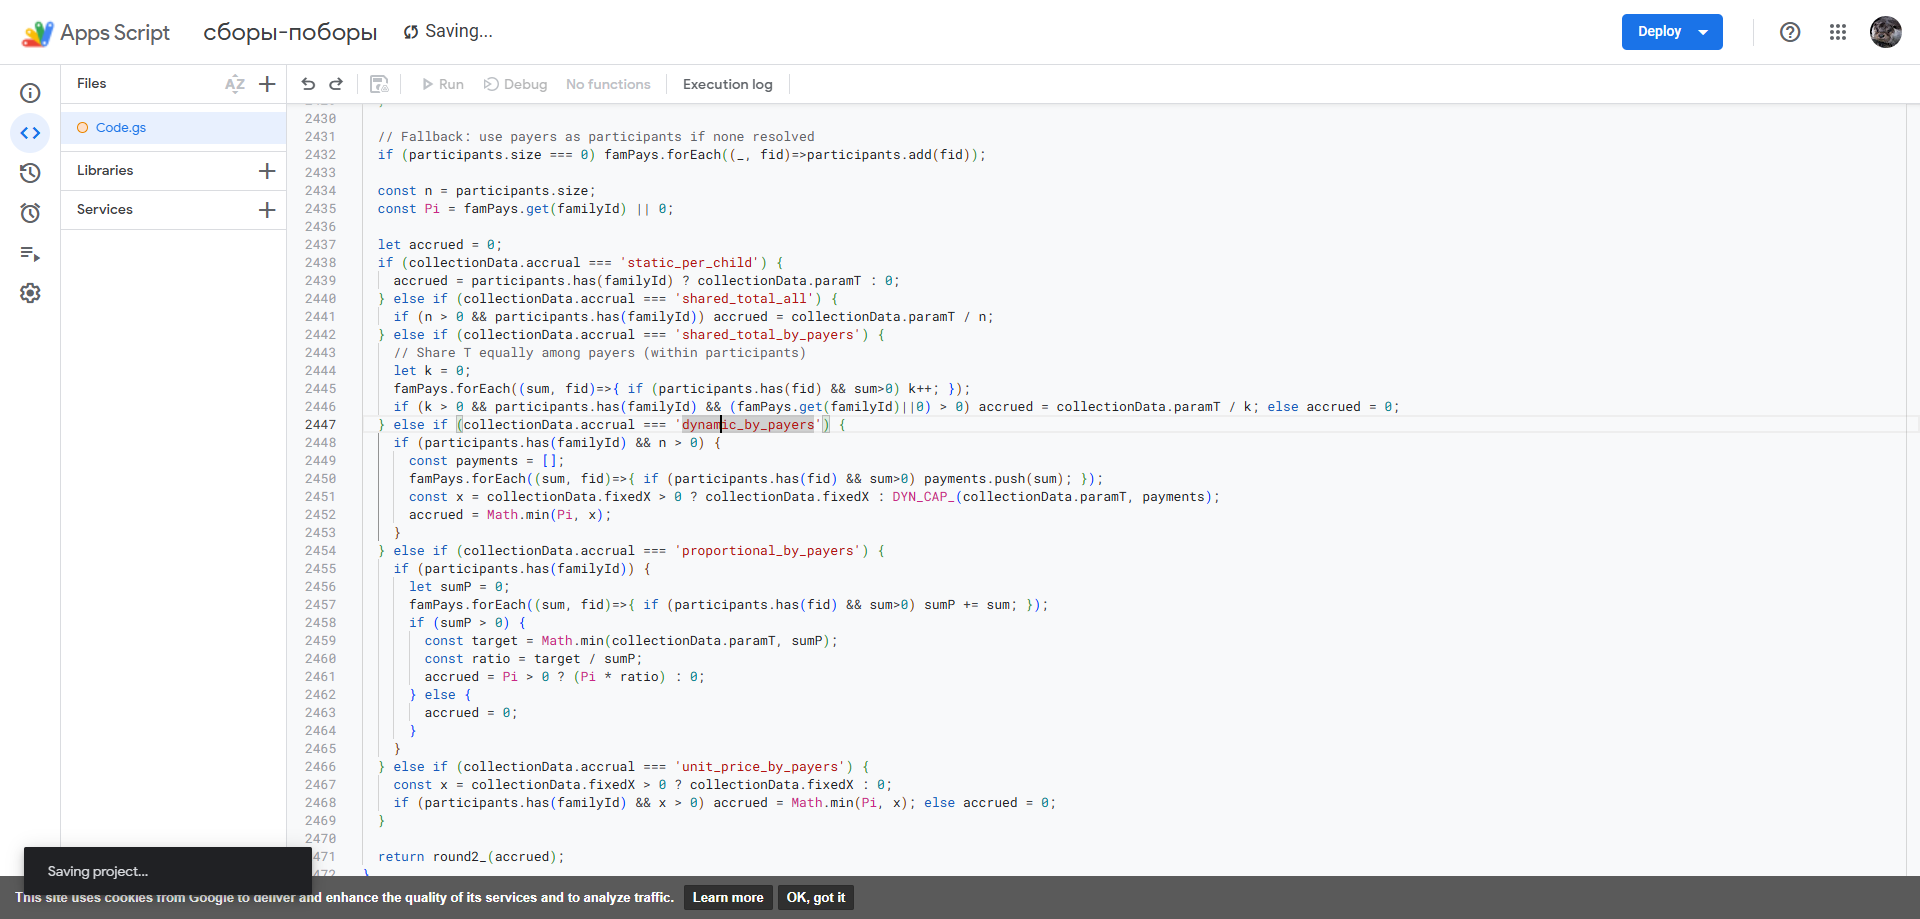 Apps Script
сборы-поборы
Saving...
Deploy
Files
AZ
Code.gs
Libraries
Services
Run
Debug
No functions
Execution log
2430
2431 // Fallback: use payers as participants if none resolved
2432 if (participants.size === 0) famPays.forEach((_, fid)=>participants.add(fid));
2433
2434 const n = participants.size;
2435 const Pi = famPays.get(familyId) || 0;
2436
2437 let accrued = 0;
2438 if (collectionData.accrual === 'static_per_child') {
2439 accrued = participants.has(familyId) ? collectionData.paramT : 0;
2440 } else if (collectionData.accrual === 'shared_total_all') {
2441 if (n > 0 && participants.has(familyId)) accrued = collectionData.paramT / n;
2442 } else if (collectionData.accrual === 'shared_total_by_payers') {
2443 // Share T equally among payers (within participants)
2444 let k = 0;
2445 famPays.forEach((sum, fid)=>{ if (participants.has(fid) && sum>0) k++; });
2446 if (k > 0 && participants.has(familyId) && (famPays.get(familyId)||0) > 0) accrued = collectionData.paramT / k; else accrued = 0;
2447 } else if (collectionData.accrual === 'dynamic_by_payers') {
2448 if (participants.has(familyId) && n > 0) {
2449 const payments = [];
2450 famPays.forEach((sum, fid)=>{ if (participants.has(fid) && sum>0) payments.push(sum); });
2451 const x = collectionData.fixedX > 0 ? collectionData.fixedX : DYN_CAP_(collectionData.paramT, payments);
2452 accrued = Math.min(Pi, x);
2453 }
2454 } else if (collectionData.accrual === 'proportional_by_payers') {
2455 if (participants.has(familyId)) {
2456 let sumP = 0;
2457 famPays.forEach((sum, fid)=>{ if (participants.has(fid) && sum>0) sumP += sum; });
2458 if (sumP > 0) {
2459 const target = Math.min(collectionData.paramT, sumP);
2460 const ratio = target / sumP;
2461 accrued = Pi > 0 ? (Pi * ratio) : 0;
2462 } else {
2463 accrued = 0;
2464 }
2465 }
2466 } else if (collectionData.accrual === 'unit_price_by_payers') {
2467 const x = collectionData.fixedX > 0 ? collectionData.fixedX : 0;
2468 if (participants.has(familyId) && x > 0) accrued = Math.min(Pi, x); else accrued = 0;
2469 }
2470
471 return round2_(accrued);
Saving project...
This site uses cookies from Google to deliver and enhance the quality of its services and to analyze traffic.
Learn more
OK, got it